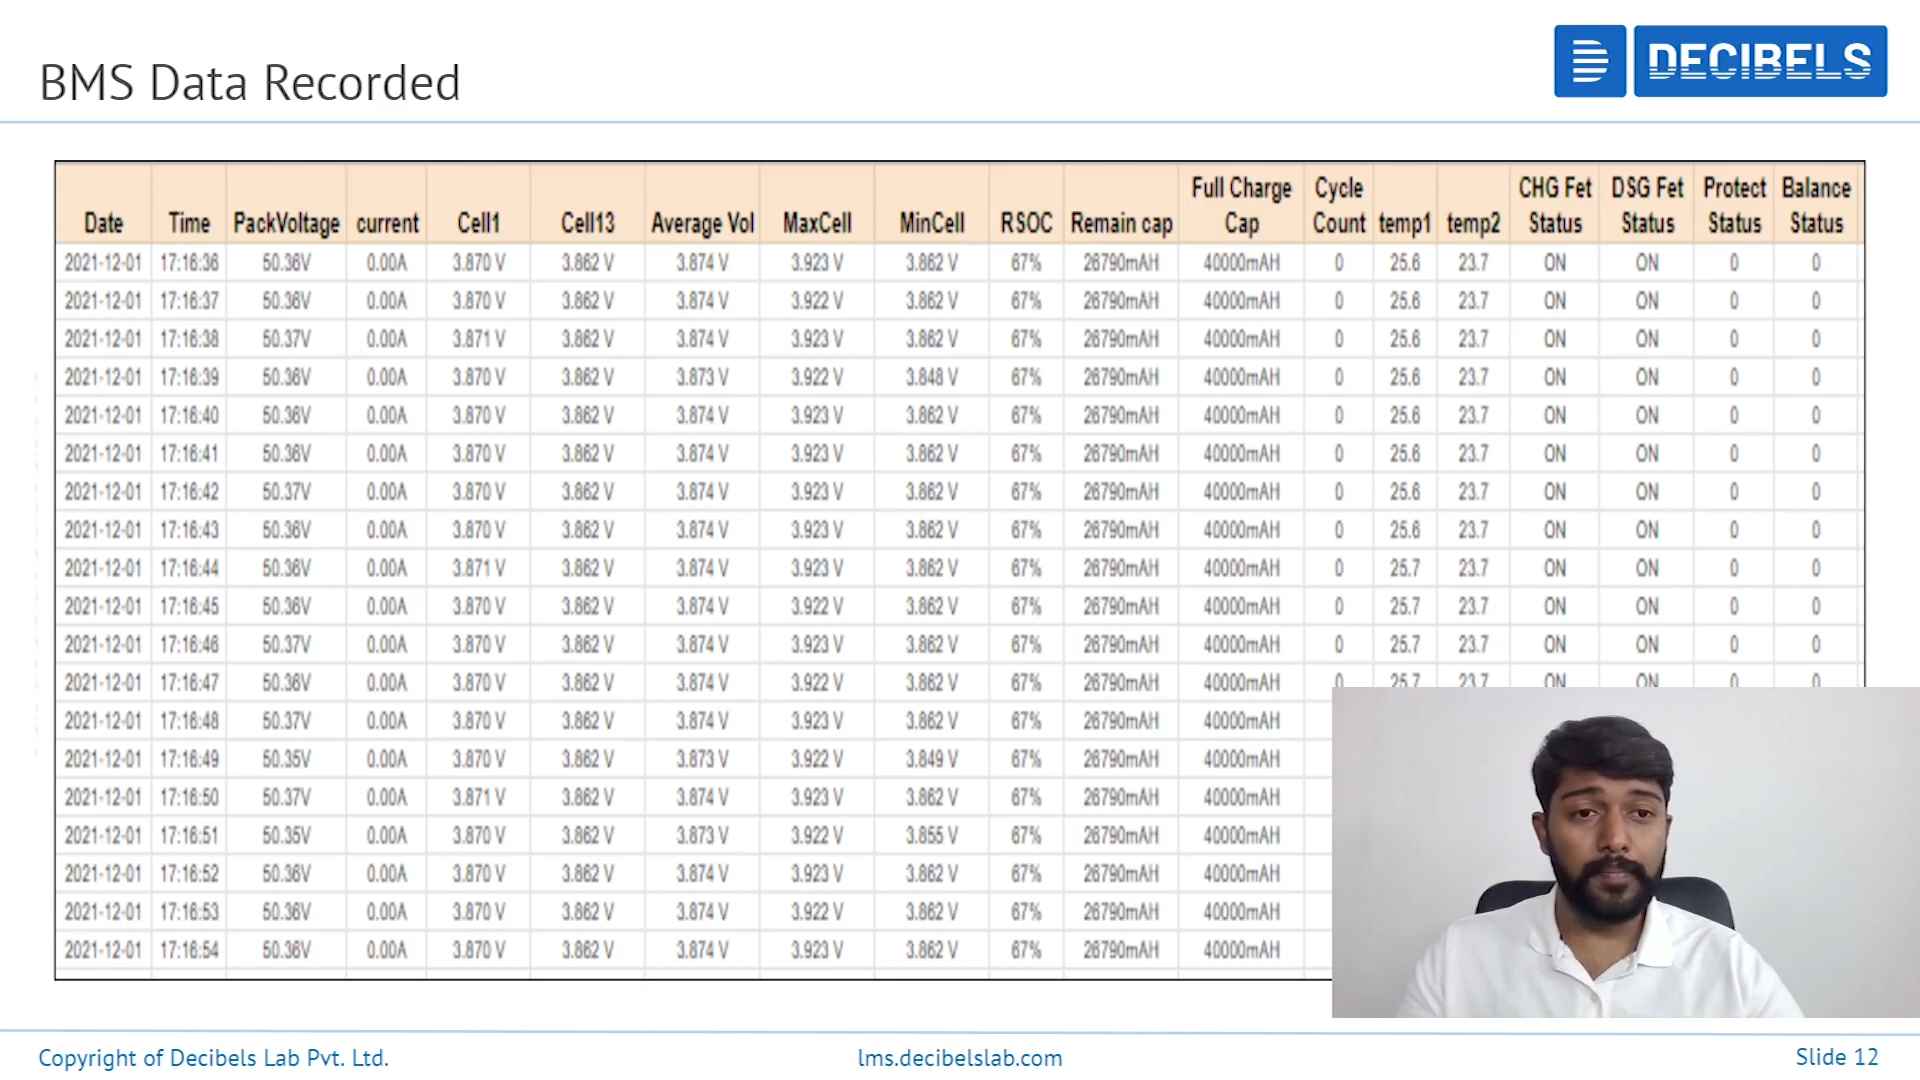 BMS Data Recorded
DECIBELS
Date Time PackVoltage current Cell1 Cell13 Average Vol MaxCell MinCell RSOC Remain cap Full Charge Cap Cycle Count temp1 temp2 CHG Fet Status DSG Fet Status Protect Status Balance Status
2021-12-01 17:16:36 50.36V 0.00A 3.870 V 3.862 V 3.874 V 3.923 V 3.862 V 67% 26790mAH 40000mAH 0 25.6 23.7 ON ON 0 0
2021-12-01 17:16:37 50.36V 0.00A 3.870 V 3.862 V 3.874 V 3.922 V 3.862 V 67% 26790mAH 40000mAH 0 25.6 23.7 ON ON 0 0
2021-12-01 17:16:38 50.37V 0.00A 3.871 V 3.862 V 3.874 V 3.923 V 3.862 V 67% 26790mAH 40000mAH 0 25.6 23.7 ON ON 0 0
2021-12-01 17:16:39 50.36V 0.00A 3.870 V 3.862 V 3.873 V 3.922 V 3.848 V 67% 26790mAH 40000mAH 0 25.6 23.7 ON ON 0 0
2021-12-01 17:16:40 50.36V 0.00A 3.870 V 3.862 V 3.874 V 3.923 V 3.862 V 67% 26790mAH 40000mAH 0 25.6 23.7 ON ON 0 0
2021-12-01 17:16:41 50.36V 0.00A 3.870 V 3.862 V 3.874 V 3.923 V 3.862 V 67% 26790mAH 40000mAH 0 25.6 23.7 ON ON 0 0
2021-12-01 17:16:42 50.37V 0.00A 3.870 V 3.862 V 3.874 V 3.923 V 3.862 V 67% 26790mAH 40000mAH 0 25.6 23.7 ON ON 0 0
2021-12-01 17:16:43 50.36V 0.00A 3.870 V 3.862 V 3.874 V 3.923 V 3.862 V 67% 26790mAH 40000mAH 0 25.6 23.7 ON ON 0 0
2021-12-01 17:16:44 50.36V 0.00A 3.871 V 3.862 V 3.874 V 3.923 V 3.862 V 67% 26790mAH 40000mAH 0 25.7 23.7 ON ON 0 0
2021-12-01 17:16:45 50.36V 0.00A 3.870 V 3.862 V 3.874 V 3.922 V 3.862 V 67% 26790mAH 40000mAH 0 25.7 23.7 ON ON 0 0
2021-12-01 17:16:46 50.37V 0.00A 3.870 V 3.862 V 3.874 V 3.923 V 3.862 V 67% 26790mAH 40000mAH 0 25.7 23.7 ON ON 0 0
2021-12-01 17:16:47 50.36V 0.00A 3.870 V 3.862 V 3.874 V 3.922 V 3.862 V 67% 26790mAH 40000mAH 0 25.7 23.7 ON ON 0 0
2021-12-01 17:16:48 50.37V 0.00A 3.870 V 3.862 V 3.874 V 3.923 V 3.862 V 67% 26790mAH 40000mAH
2021-12-01 17:16:49 50.35V 0.00A 3.870 V 3.862 V 3.873 V 3.922 V 3.849 V 67% 26790mAH 40000mAH
2021-12-01 17:16:50 50.37V 0.00A 3.871 V 3.862 V 3.874 V 3.923 V 3.862 V 67% 26790mAH 40000mAH
2021-12-01 17:16:51 50.35V 0.00A 3.870 V 3.862 V 3.873 V 3.922 V 3.855 V 67% 26790mAH 40000mAH
2021-12-01 17:16:52 50.36V 0.00A 3.870 V 3.862 V 3.874 V 3.923 V 3.862 V 67% 26790mAH 40000mAH
2021-12-01 17:16:53 50.36V 0.00A 3.870 V 3.862 V 3.874 V 3.922 V 3.862 V 67% 26790mAH 40000mAH
2021-12-01 17:16:54 50.36V 0.00A 3.870 V 3.862 V 3.874 V 3.923 V 3.862 V 67% 26790mAH 40000mAH
Copyright of Decibels Lab Pvt. Ltd.
lms.decibelslab.com
Slide 12